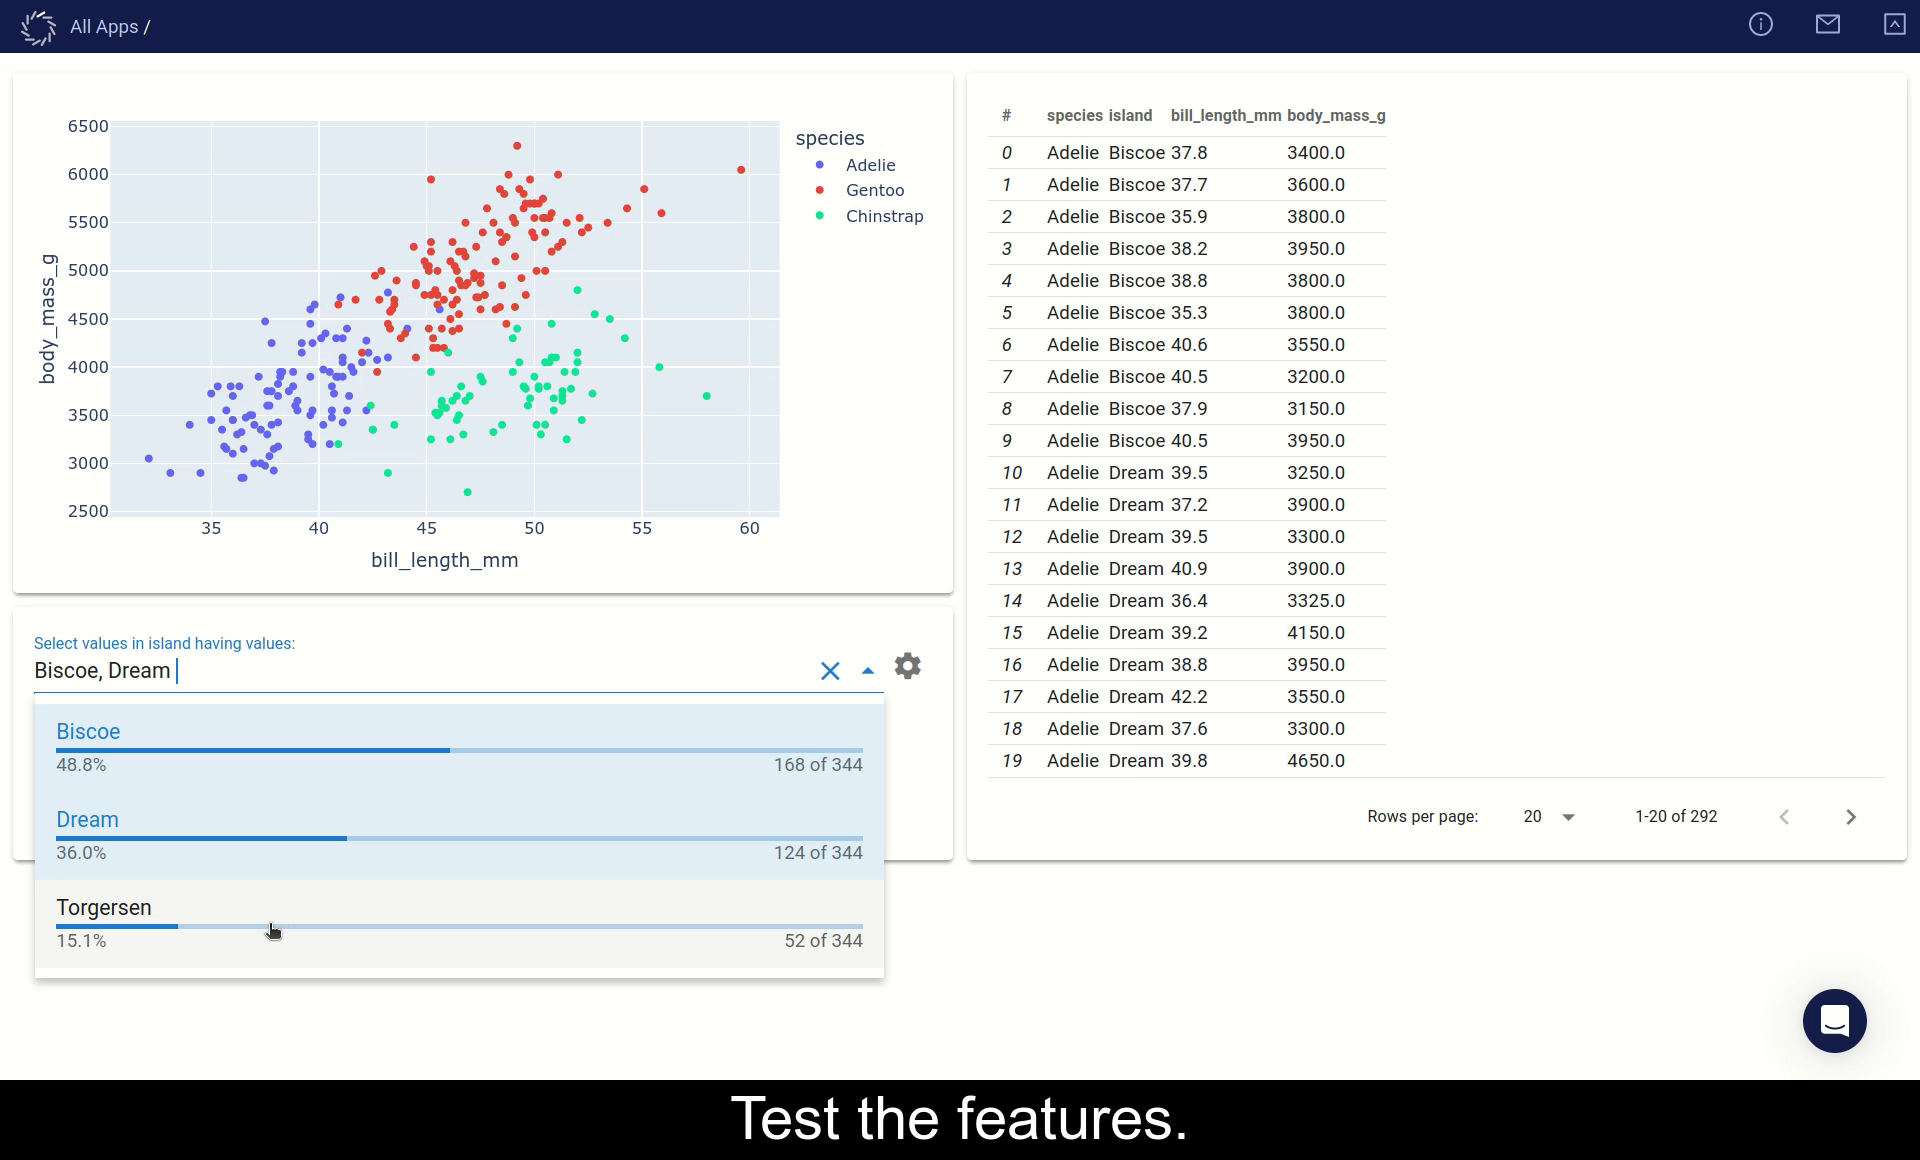 All Apps /
6500
6000
5500
5000
4500
4000
3500
3000
2500
body_mass_g
35 40 45 50 55 60
bill_length_mm
species
Adelie
Gentoo
Chinstrap
Select values in island having values:
Biscoe, Dream
Biscoe
48.8% 168 of 344
Dream
36.0% 124 of 344
Torgersen
15.1% 52 of 344
# species island bill_length_mm body_mass_g
0 Adelie Biscoe 37.8 3400.0
1 Adelie Biscoe 37.7 3600.0
2 Adelie Biscoe 35.9 3800.0
3 Adelie Biscoe 38.2 3950.0
4 Adelie Biscoe 38.8 3800.0
5 Adelie Biscoe 35.3 3800.0
6 Adelie Biscoe 40.6 3550.0
7 Adelie Biscoe 40.5 3200.0
8 Adelie Biscoe 37.9 3150.0
9 Adelie Biscoe 40.5 3950.0
10 Adelie Dream 39.5 3250.0
11 Adelie Dream 37.2 3900.0
12 Adelie Dream 39.5 3300.0
13 Adelie Dream 40.9 3900.0
14 Adelie Dream 36.4 3325.0
15 Adelie Dream 39.2 4150.0
16 Adelie Dream 38.8 3950.0
17 Adelie Dream 42.2 3550.0
18 Adelie Dream 37.6 3300.0
19 Adelie Dream 39.8 4650.0
Rows per page: 20 1-20 of 292
Test the features.